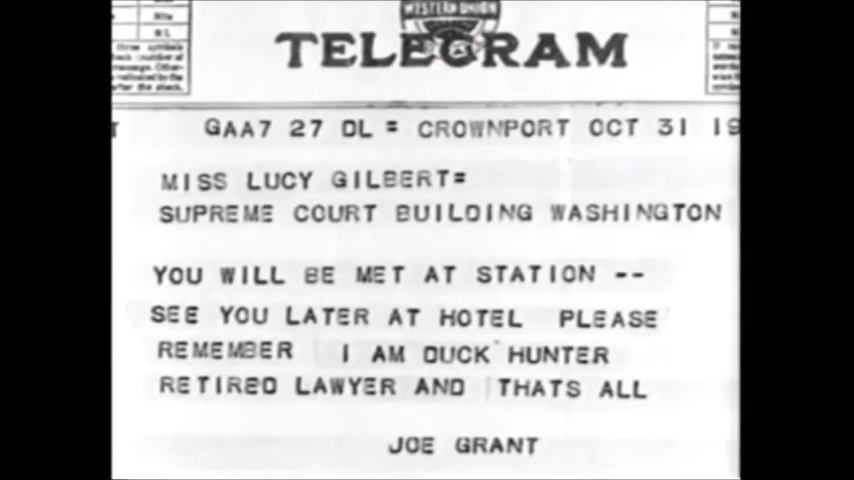 WESTERN UNION
TELEGRAM
GAA7 27 DL = CROWNPORT OCT 31 19
MISS LUCY GILBERT=
SUPREME COURT BUILDING WASHINGTON
YOU WILL BE MET AT STATION --
SEE YOU LATER AT HOTEL PLEASE
REMEMBER I AM DUCK HUNTER
RETIRED LAWYER AND THATS ALL
JOE GRANT